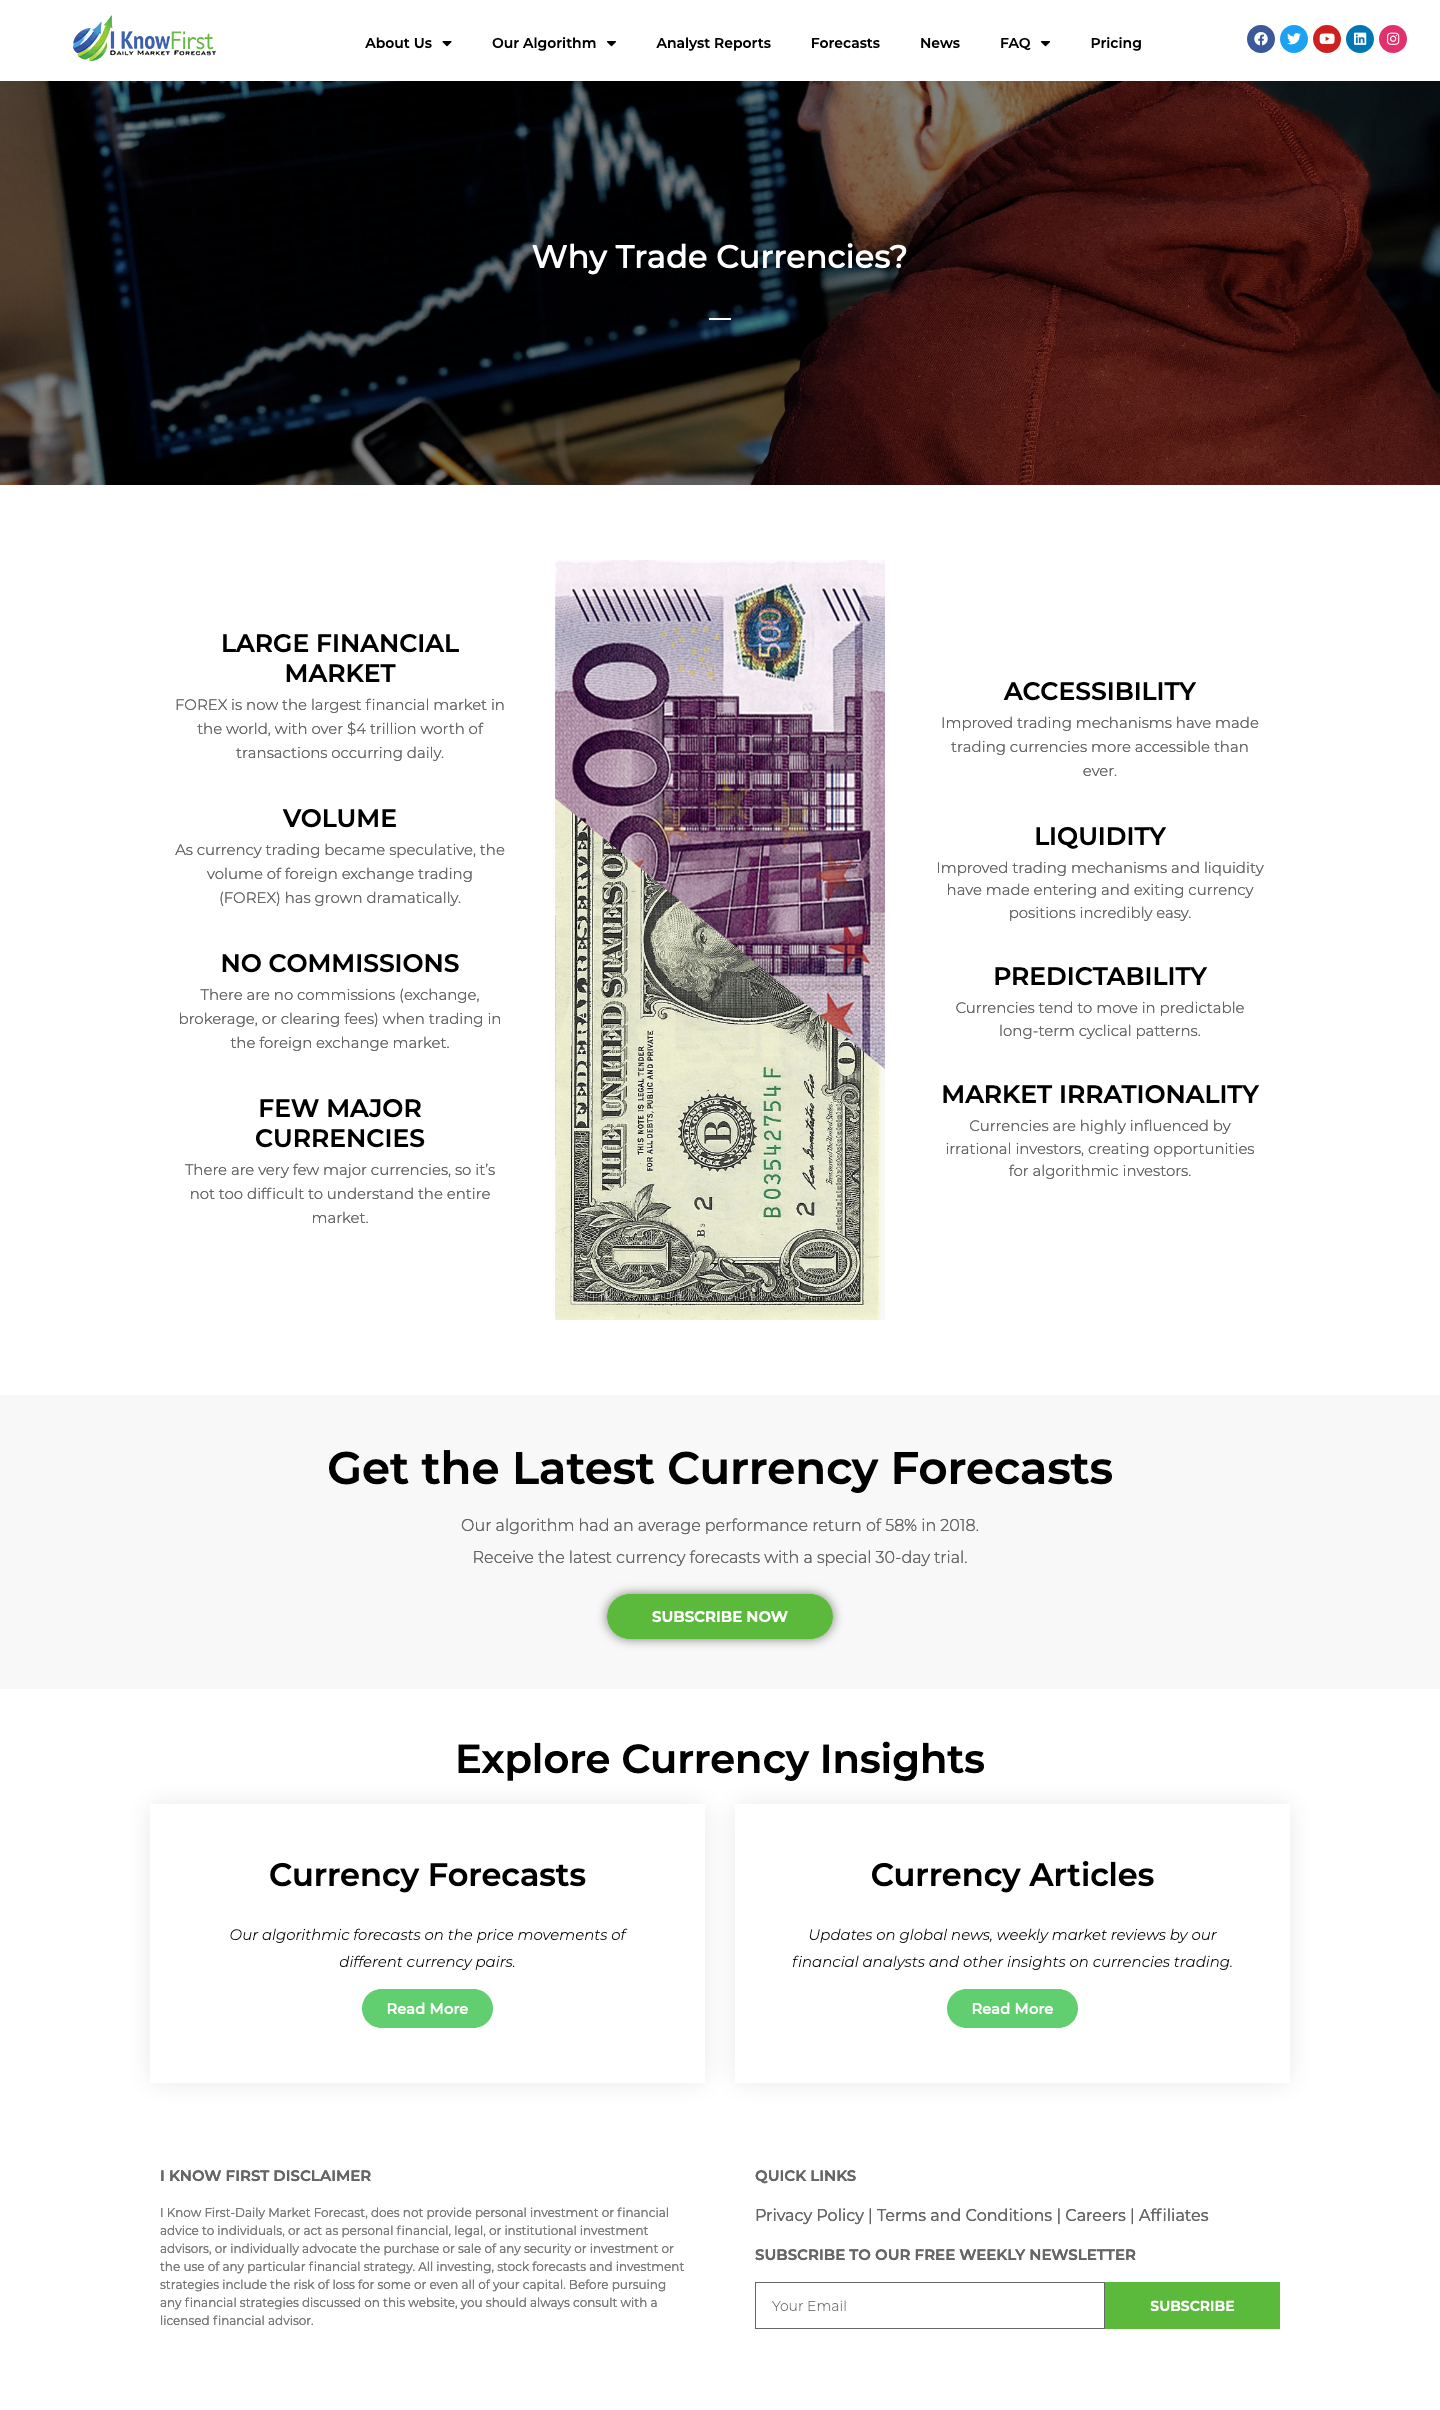 I KnowFirst
DAILY MARKET FORECAST
About Us
Our Algorithm
Analyst Reports
Forecasts
News
FAQ
Pricing
Why Trade Currencies?
LARGE FINANCIAL
MARKET
FOREX is now the largest financial market in
the world, with over $4 trillion worth of
transactions occurring daily.
VOLUME
As currency trading became speculative, the
volume of foreign exchange trading
(FOREX) has grown dramatically.
NO COMMISSIONS
There are no commissions (exchange,
brokerage, or clearing fees) when trading in
the foreign exchange market.
FEW MAJOR
CURRENCIES
There are very few major currencies, so it's
not too difficult to understand the entire
market.
500
500
THE UNITED STATES O
THIS NOTE IS LEGAL TENDER
FOR ALL DEBTS, PUBLIC AND PRIVATE
B
B 03542754 F
2
2
B
1
1
ACCESSIBILITY
Improved trading mechanisms have made
trading currencies more accessible than
ever.
LIQUIDITY
Improved trading mechanisms and liquidity
have made entering and exiting currency
positions incredibly easy.
PREDICTABILITY
Currencies tend to move in predictable
long-term cyclical patterns.
MARKET IRRATIONALITY
Currencies are highly influenced by
irrational investors, creating opportunities
for algorithmic investors.
Get the Latest Currency Forecasts
Our algorithm had an average performance return of 58% in 2018.
Receive the latest currency forecasts with a special 30-day trial.
SUBSCRIBE NOW
Explore Currency Insights
Currency Forecasts
Our algorithmic forecasts on the price movements of
different currency pairs.
Read More
Currency Articles
Updates on global news, weekly market reviews by our
financial analysts and other insights on currencies trading.
Read More
I KNOW FIRST DISCLAIMER
I Know First-Daily Market Forecast, does not provide personal investment or financial
advice to individuals, or act as personal financial, legal, or institutional investment
advisors, or individually advocate the purchase or sale of any security or investment or
the use of any particular financial strategy. All investing, stock forecasts and investment
strategies include the risk of loss for some or even all of your capital. Before pursuing
any financial strategies discussed on this website, you should always consult with a
licensed financial advisor.
QUICK LINKS
Privacy Policy | Terms and Conditions | Careers | Affiliates
SUBSCRIBE TO OUR FREE WEEKLY NEWSLETTER
Your Email
SUBSCRIBE